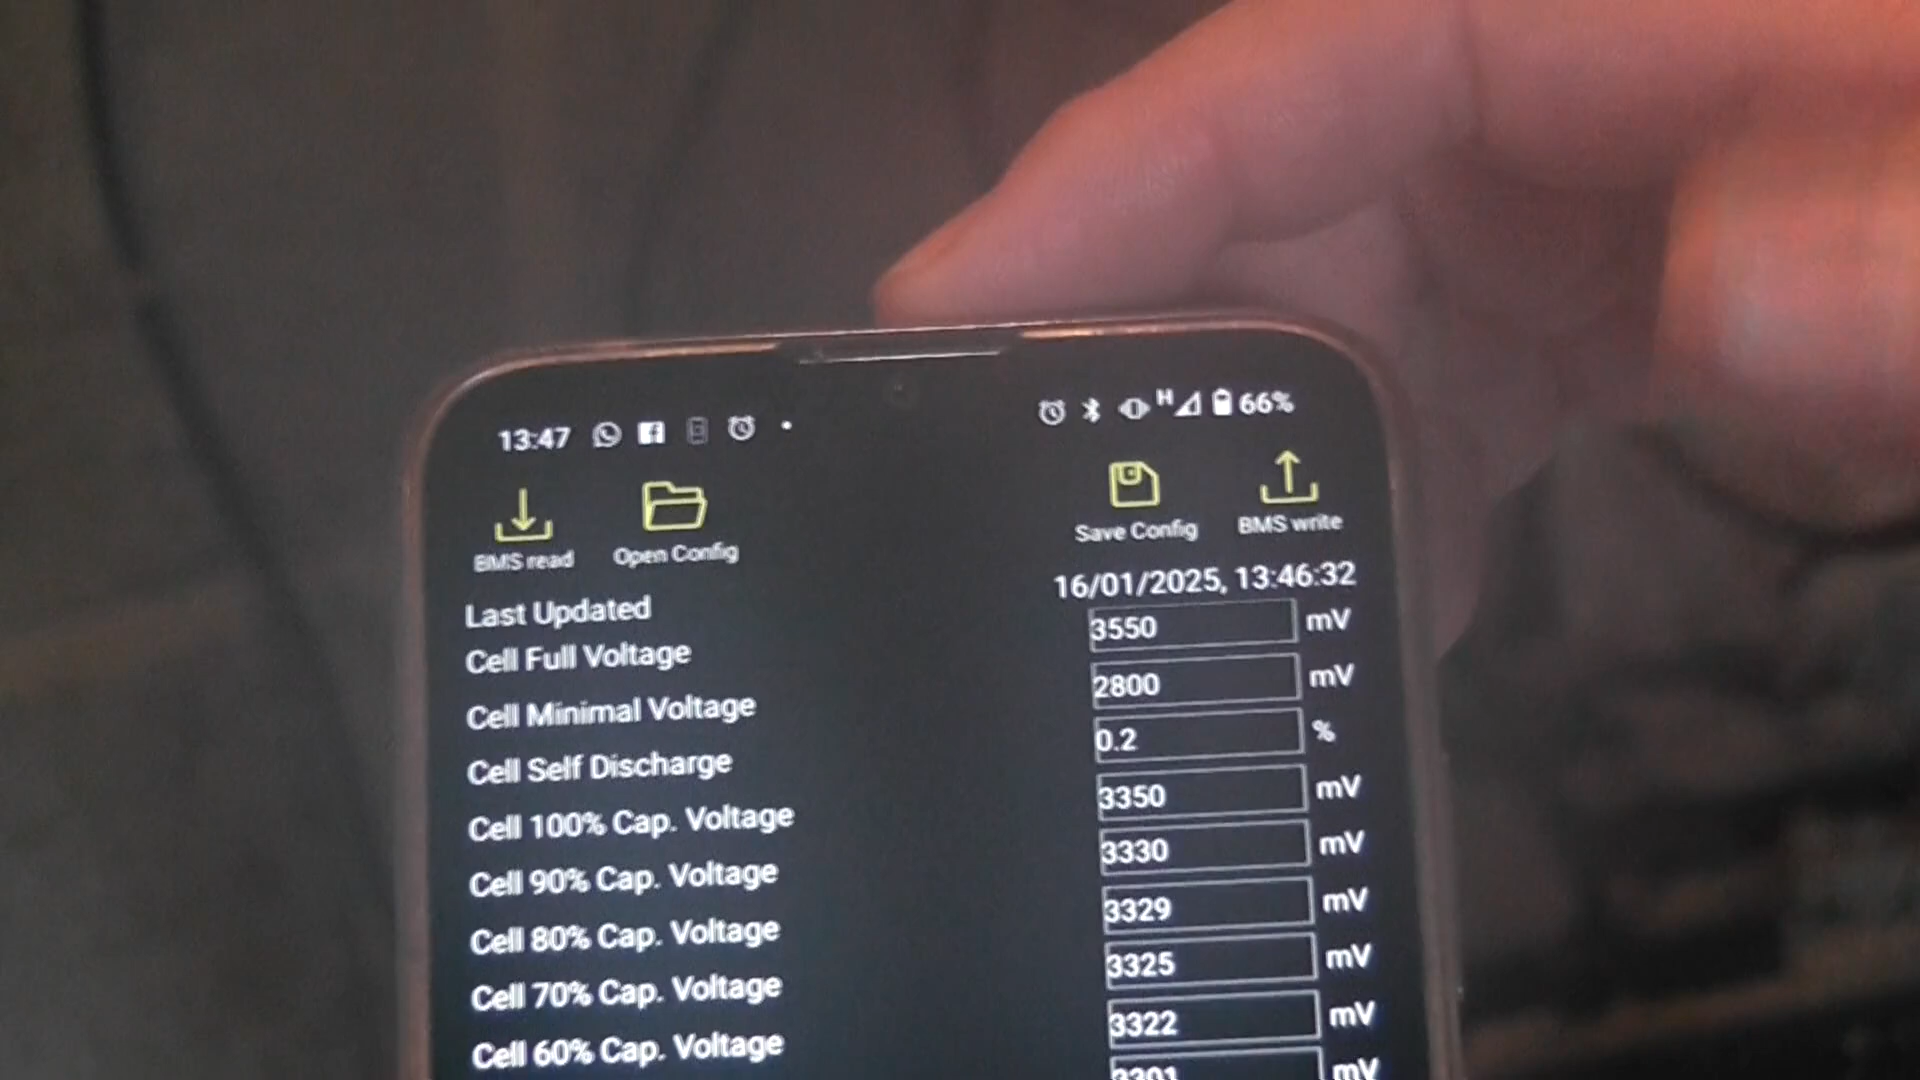 13:47 H 66%
BMS read Open Config Save Config BMS write
Last Updated 16/01/2025, 13:46:32
Cell Full Voltage 3550 mV
Cell Minimal Voltage 2800 mV
Cell Self Discharge 0.2 %
Cell 100% Cap. Voltage 3350 mV
Cell 90% Cap. Voltage 3330 mV
Cell 80% Cap. Voltage 3329 mV
Cell 70% Cap. Voltage 3325 mV
Cell 60% Cap. Voltage 3322 mV
3301 mV